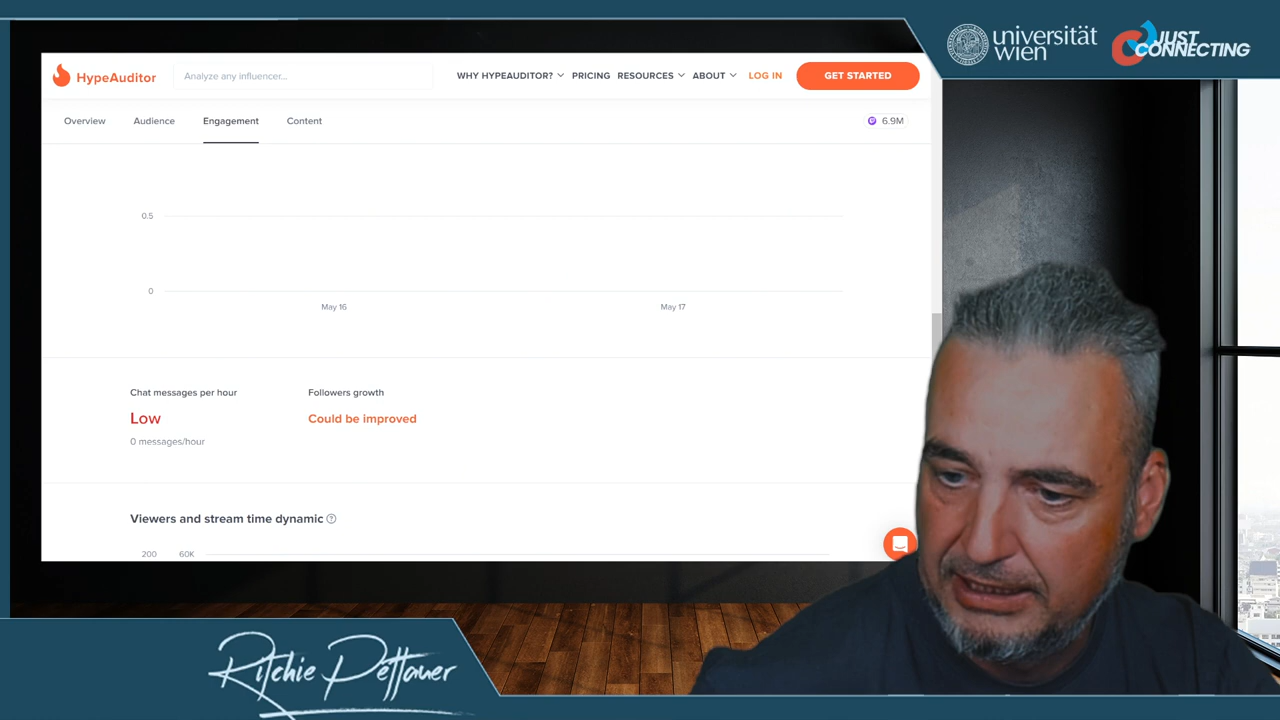 HypeAuditor
Analyze any influencer...
WHY HYPEAUDITOR?
PRICING
RESOURCES
ABOUT
LOG IN
GET STARTED
universität
wien
JUST
CONNECTING
Overview
Audience
Engagement
Content
6.9M
0.5
0
May 16
May 17
Chat messages per hour
Low
0 messages/hour
Followers growth
Could be improved
Viewers and stream time dynamic ?
200
60K
Ritchie Pettauer